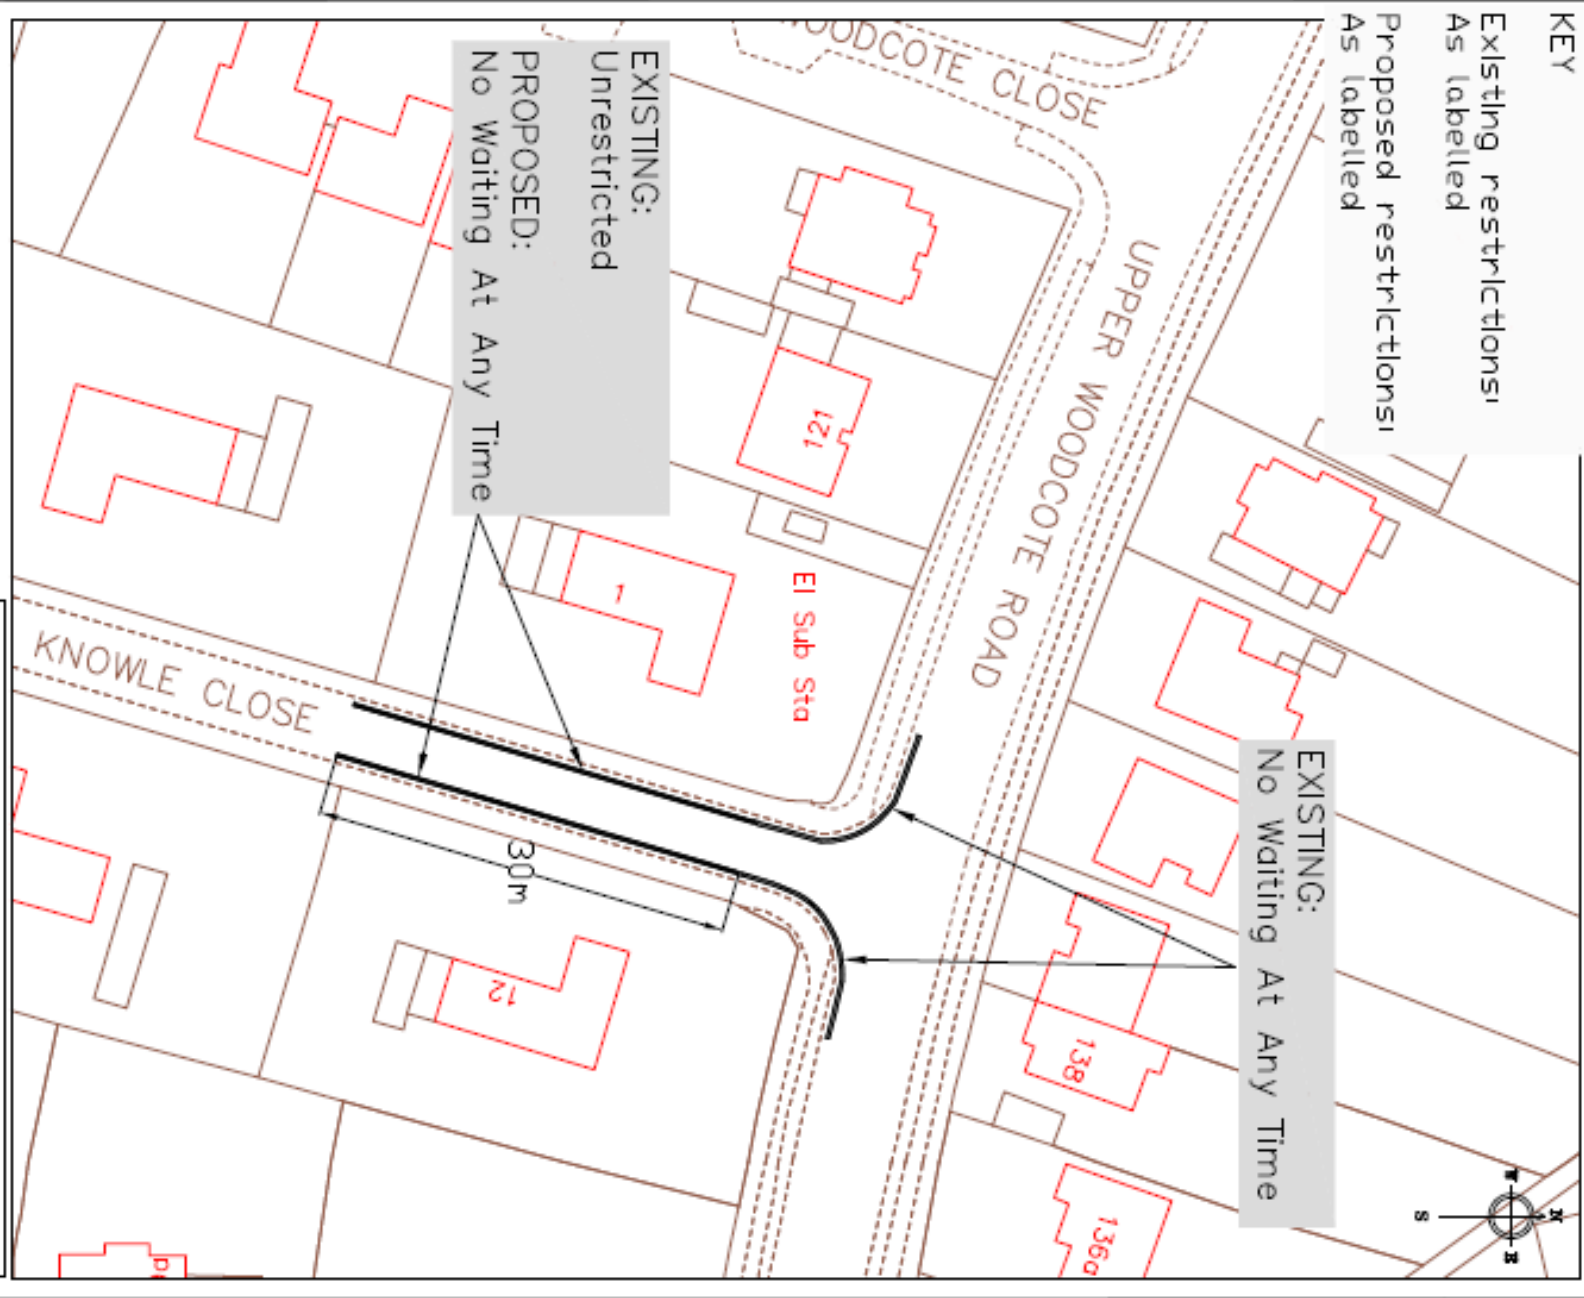 KEY
Existing restrictions:
As labelled
Proposed restrictions:
As labelled
EXISTING:
Unrestricted
PROPOSED:
No Waiting At Any Time
EXISTING:
No Waiting At Any Time
OODCOTE CLOSE
UPPER WOODCOTE ROAD
KNOWLE CLOSE
121
1
El Sub Sta
12
138
136a
30m
N
W
E
S